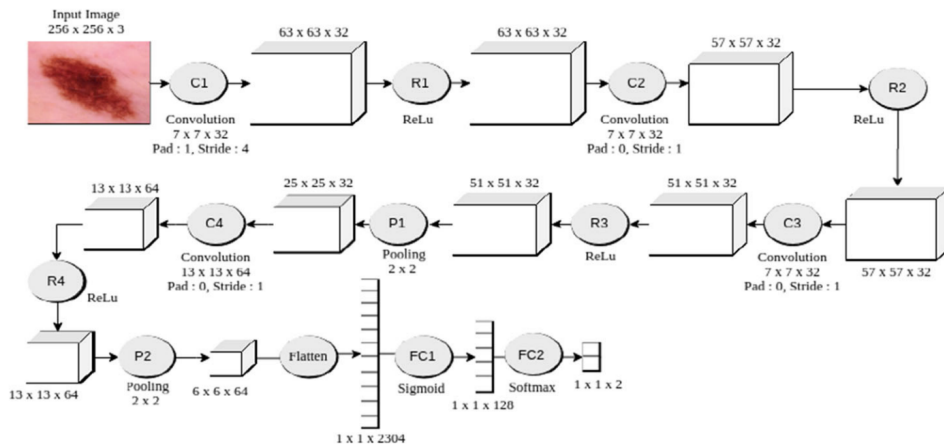 Input Image
256 x 256 x 3
C1
Convolution
7 x 7 x 32
Pad : 1, Stride : 4
63 x 63 x 32
R1
ReLu
63 x 63 x 32
C2
Convolution
7 x 7 x 32
Pad : 0, Stride : 1
57 x 57 x 32
R2
ReLu
57 x 57 x 32
C3
Convolution
7 x 7 x 32
Pad : 0, Stride : 1
51 x 51 x 32
R3
ReLu
51 x 51 x 32
P1
Pooling
2 x 2
25 x 25 x 32
C4
Convolution
13 x 13 x 64
Pad : 0, Stride : 1
13 x 13 x 64
R4
ReLu
13 x 13 x 64
P2
Pooling
2 x 2
6 x 6 x 64
Flatten
1 x 1 x 2304
FC1
Sigmoid
1 x 1 x 128
FC2
Softmax
1 x 1 x 2